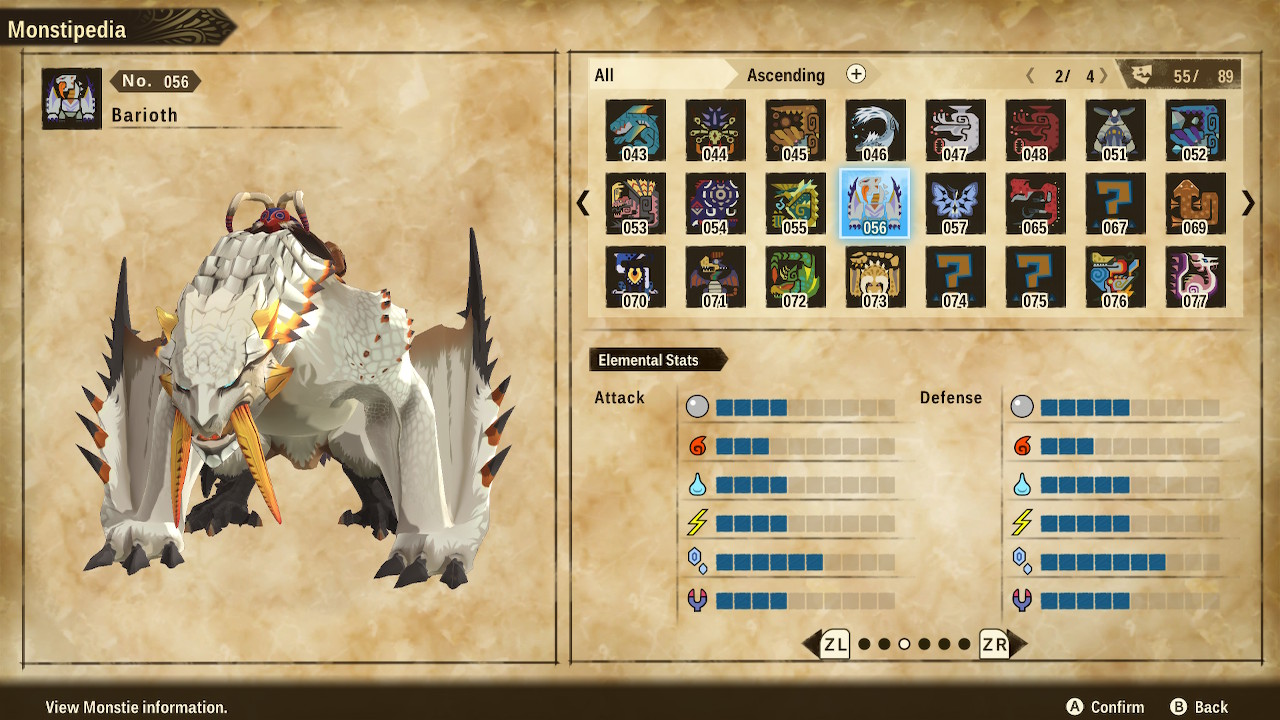 Monstipedia
No. 056
Barioth
All Ascending + 2/ 4 55/ 89
043 044 045 046 047 048 051 052
053 054 055 056 057 065 067 069
070 071 072 073 074 075 076 077
Elemental Stats
Attack Defense
ZL ZR
View Monstie information. A Confirm B Back